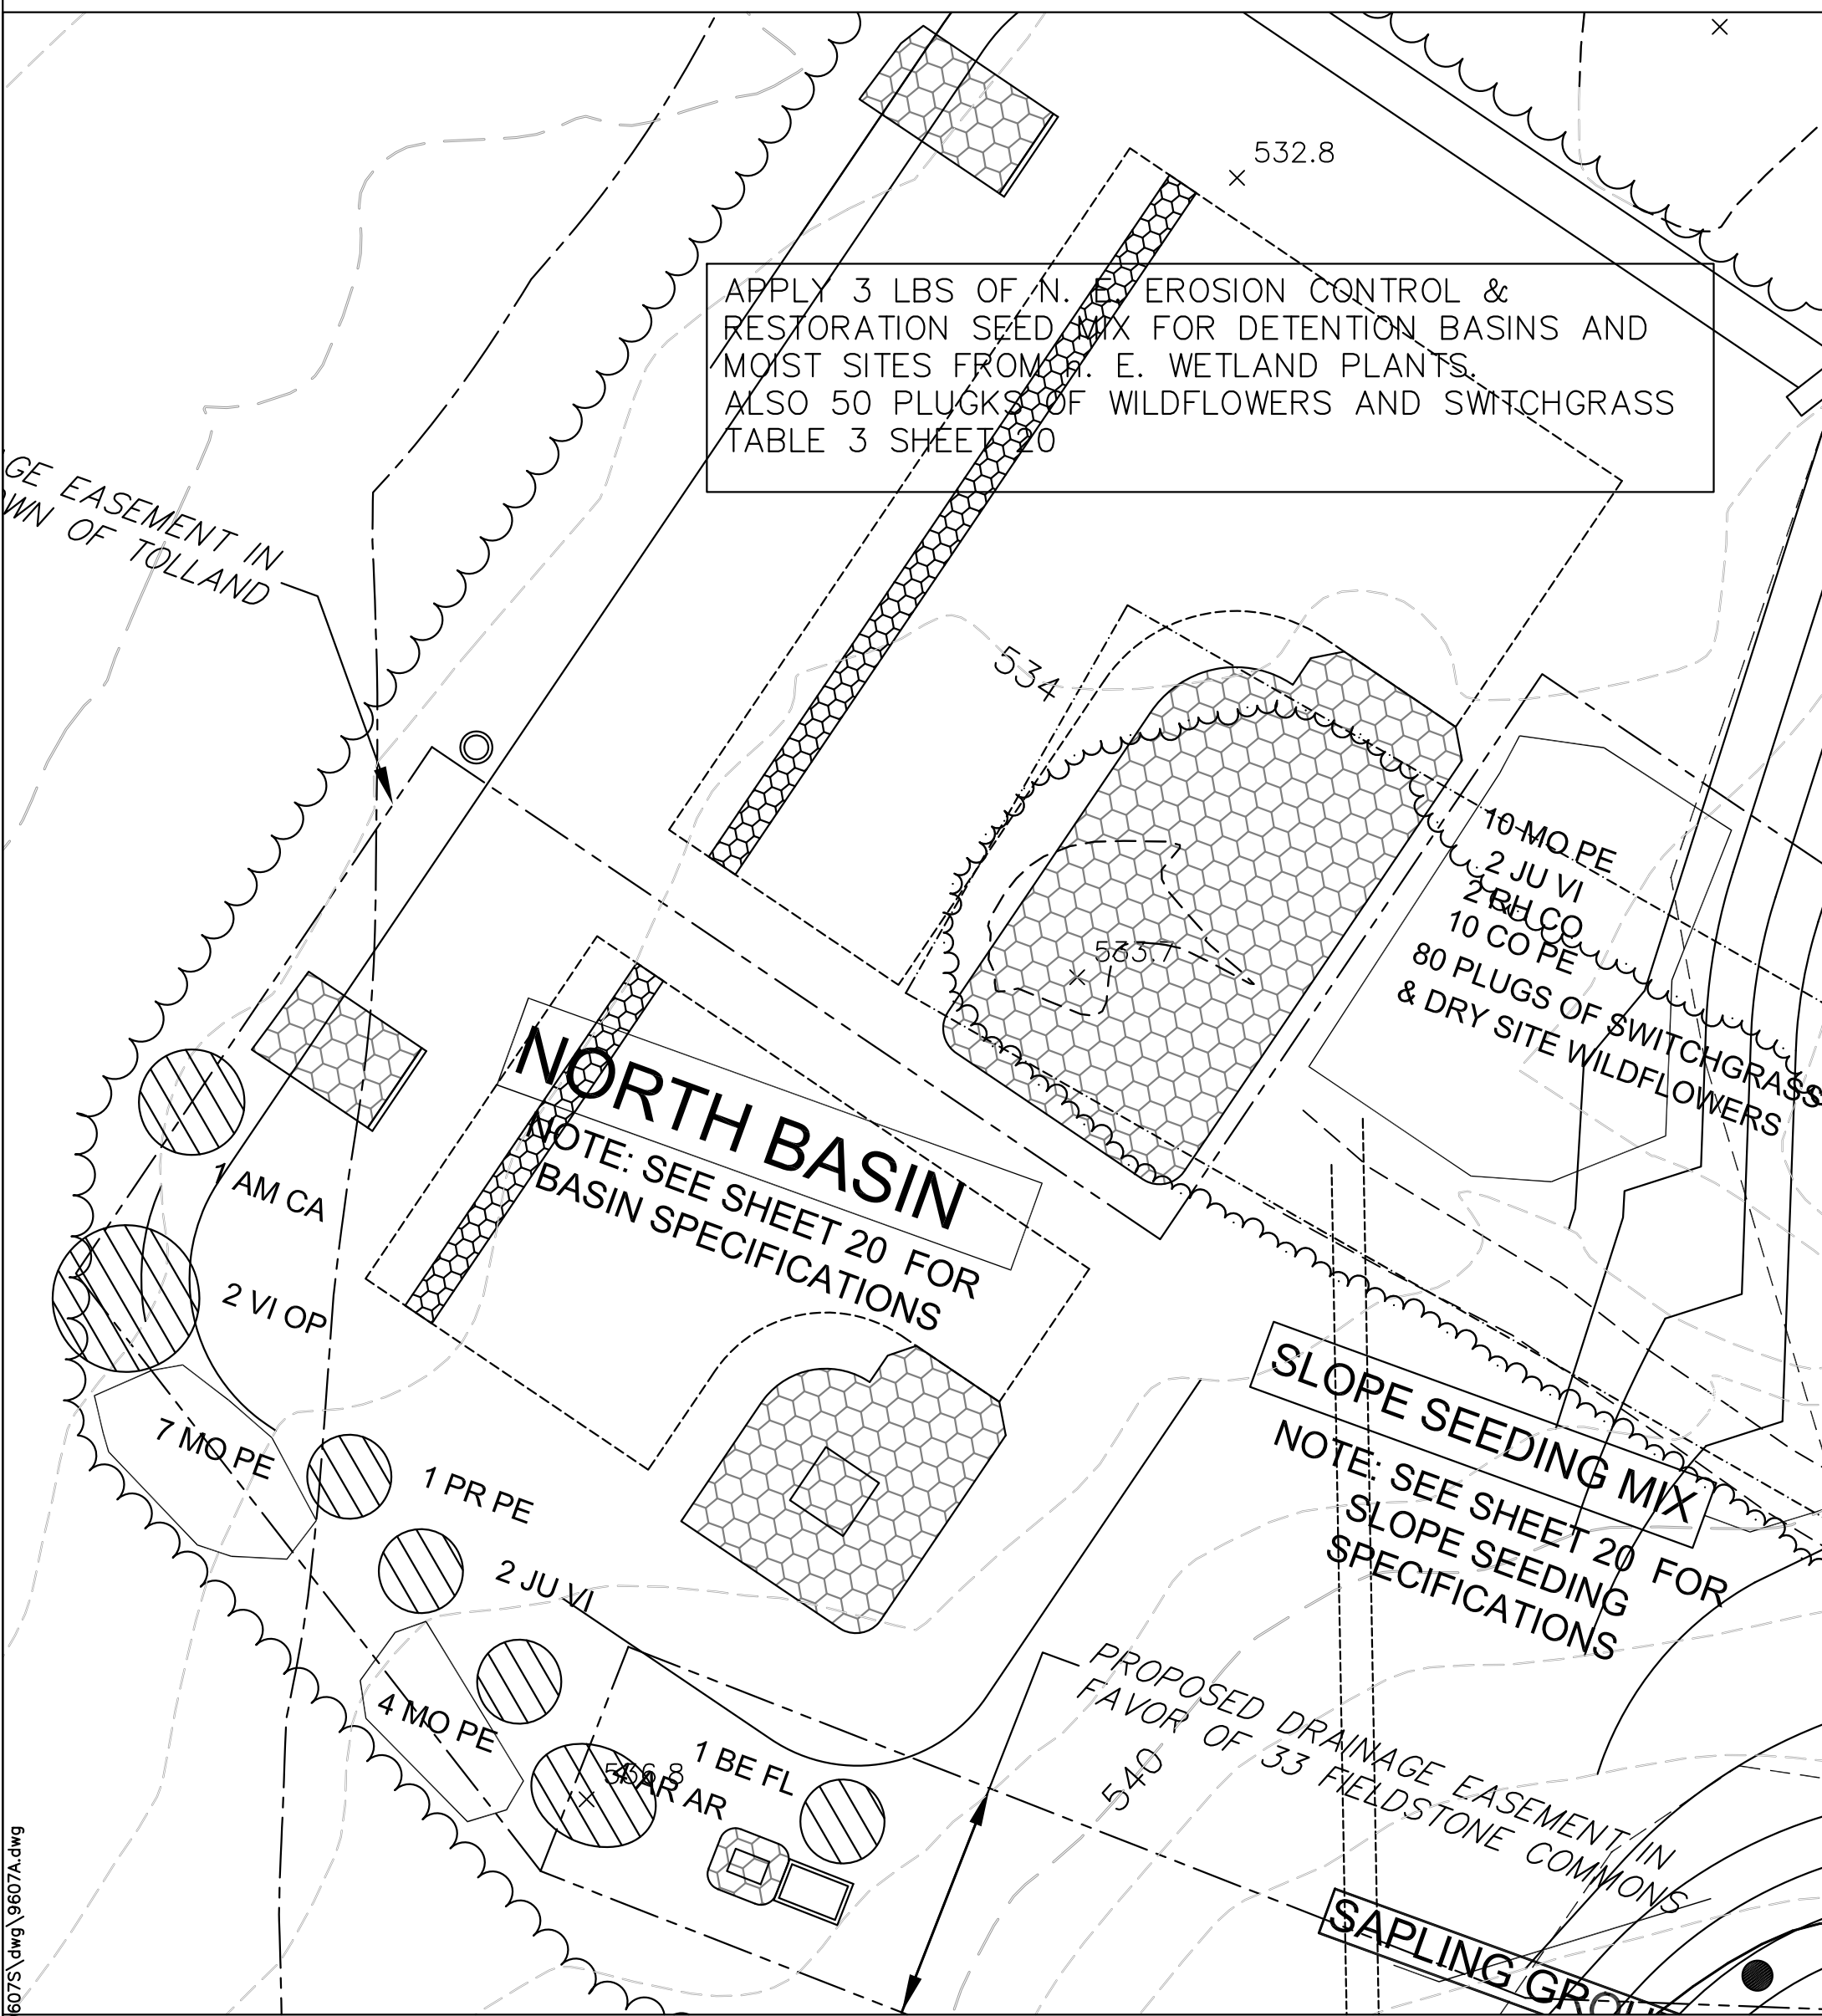 532.8
APPLY 3 LBS OF N. E. EROSION CONTROL &
RESTORATION SEED MIX FOR DETENTION BASINS AND
MOIST SITES FROM N. E. WETLAND PLANTS.
ALSO 50 PLUGKS OF WILDFLOWERS AND SWITCHGRASS
TABLE 3 SHEET 20
GE EASEMENT IN
OWN OF TOLLAND
534
10 MO PE
2 JU VI
2 RH CO
10 CO PE
80 PLUGS OF SWITCHGRASS
& DRY SITE WILDFLOWERS
533.7
NORTH BASIN
NOTE: SEE SHEET 20 FOR
BASIN SPECIFICATIONS
1 AM CA
2 VI OP
7 MO PE
1 PR PE
2 JU VI
4 MO PE
536.8
1 BE FL
4 AR AR
SLOPE SEEDING MIX
NOTE: SEE SHEET 20 FOR
SLOPE SEEDING
SPECIFICATIONS
PROPOSED DRAINAGE EASEMENT IN
FAVOR OF 33 FIELDSTONE COMMONS
540
SAPLING GROU
607S\dwg\9607A.dwg